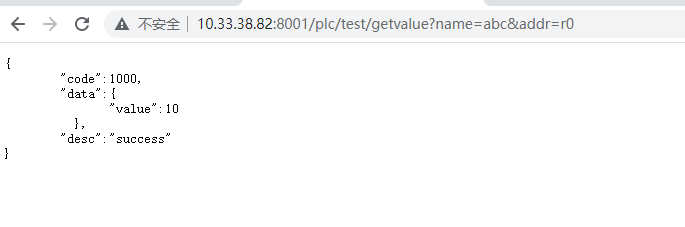 不安全 10.33.38.82:8001/plc/test/getvalue?name=abc&addr=r0
{
"code":1000,
"data":{
"value":10
},
"desc":"success"
}